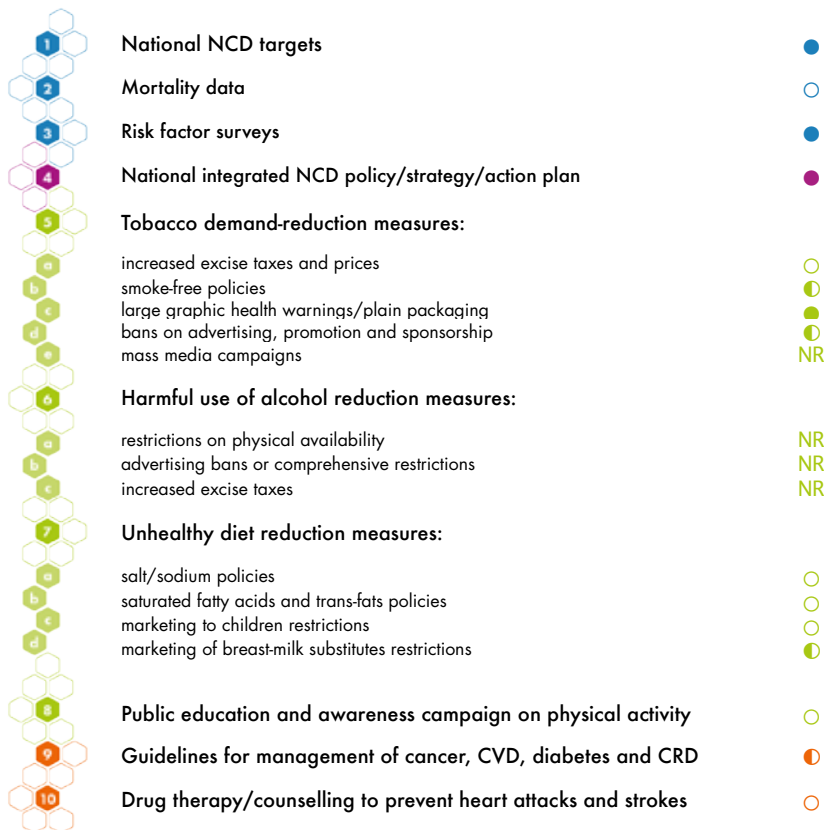 1 National NCD targets
2 Mortality data
3 Risk factor surveys
4 National integrated NCD policy/strategy/action plan
5 Tobacco demand-reduction measures:
a increased excise taxes and prices
b smoke-free policies
c large graphic health warnings/plain packaging
d bans on advertising, promotion and sponsorship
e mass media campaigns NR
6 Harmful use of alcohol reduction measures:
a restrictions on physical availability NR
b advertising bans or comprehensive restrictions NR
c increased excise taxes NR
7 Unhealthy diet reduction measures:
a salt/sodium policies
b saturated fatty acids and trans-fats policies
c marketing to children restrictions
d marketing of breast-milk substitutes restrictions
8 Public education and awareness campaign on physical activity
9 Guidelines for management of cancer, CVD, diabetes and CRD
10 Drug therapy/counselling to prevent heart attacks and strokes